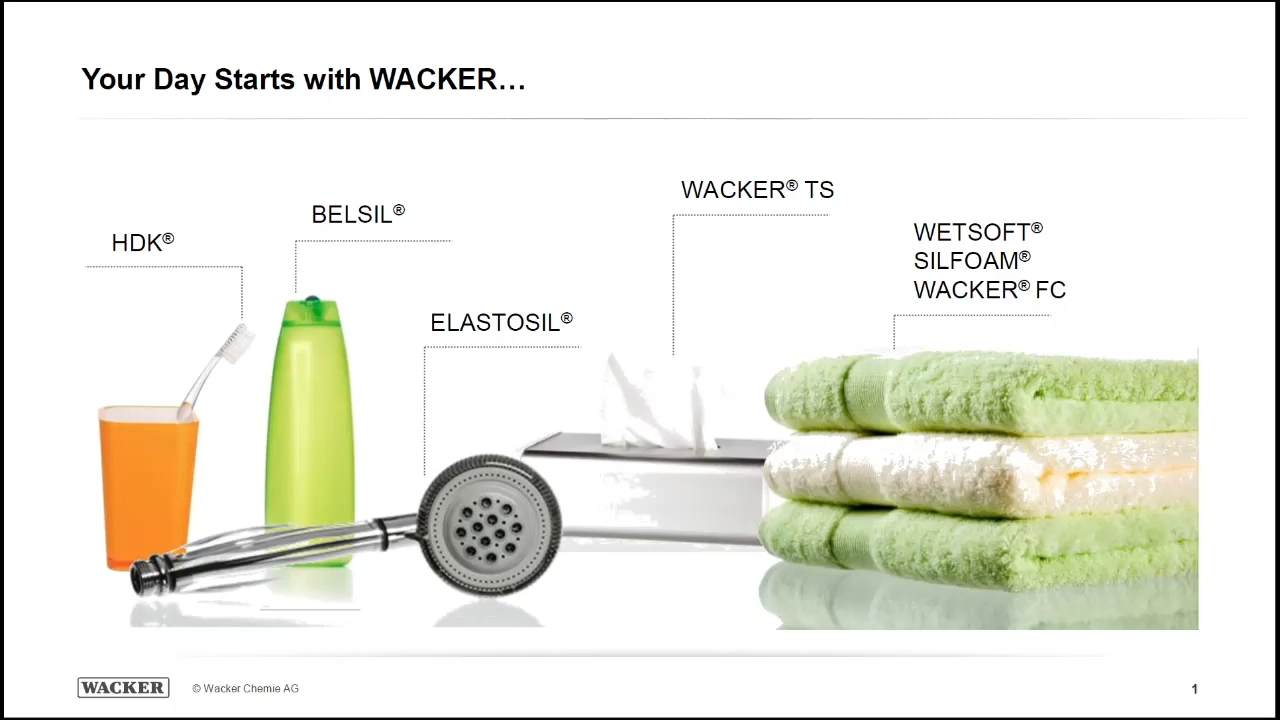 Your Day Starts with WACKER…
HDK®
BELSIL®
ELASTOSIL®
WACKER® TS
WETSOFT®
SILFOAM®
WACKER® FC
WACKER
© Wacker Chemie AG
1